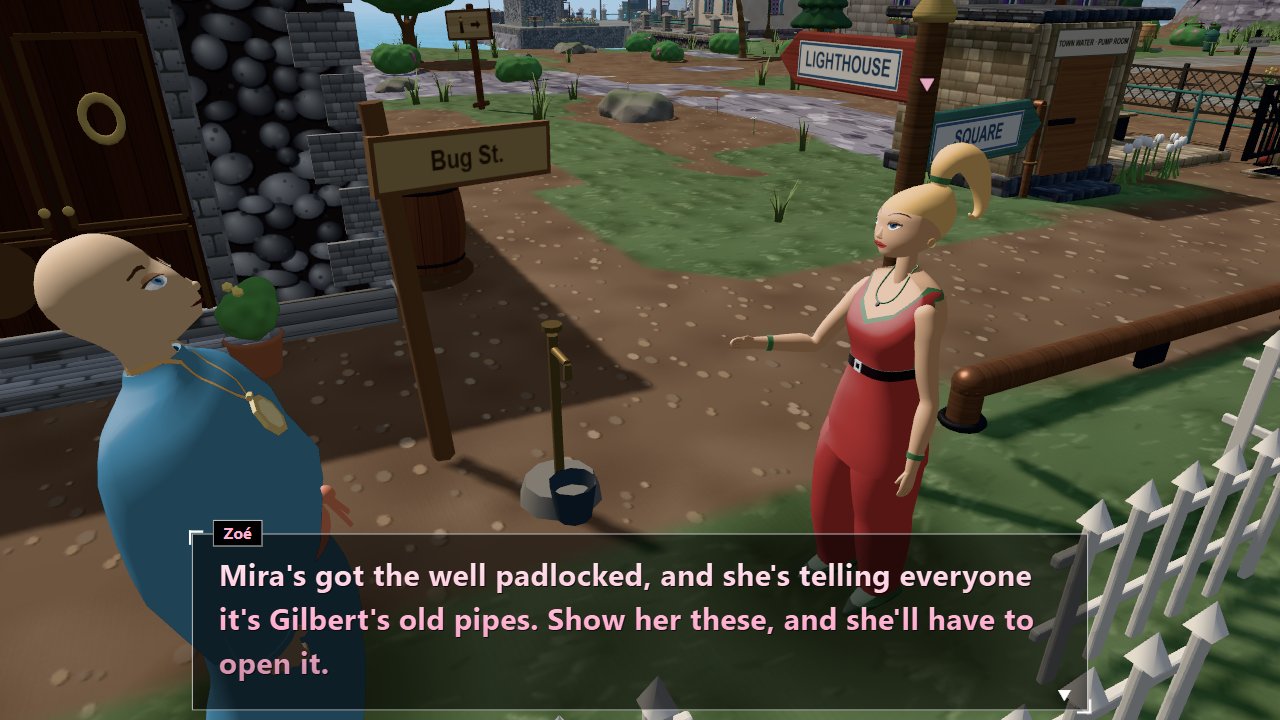 LIGHTHOUSE
TOWN WATER - PUMP ROOM
SQUARE
Bug St.
Zoé
Mira's got the well padlocked, and she's telling everyone
it's Gilbert's old pipes. Show her these, and she'll have to
open it.